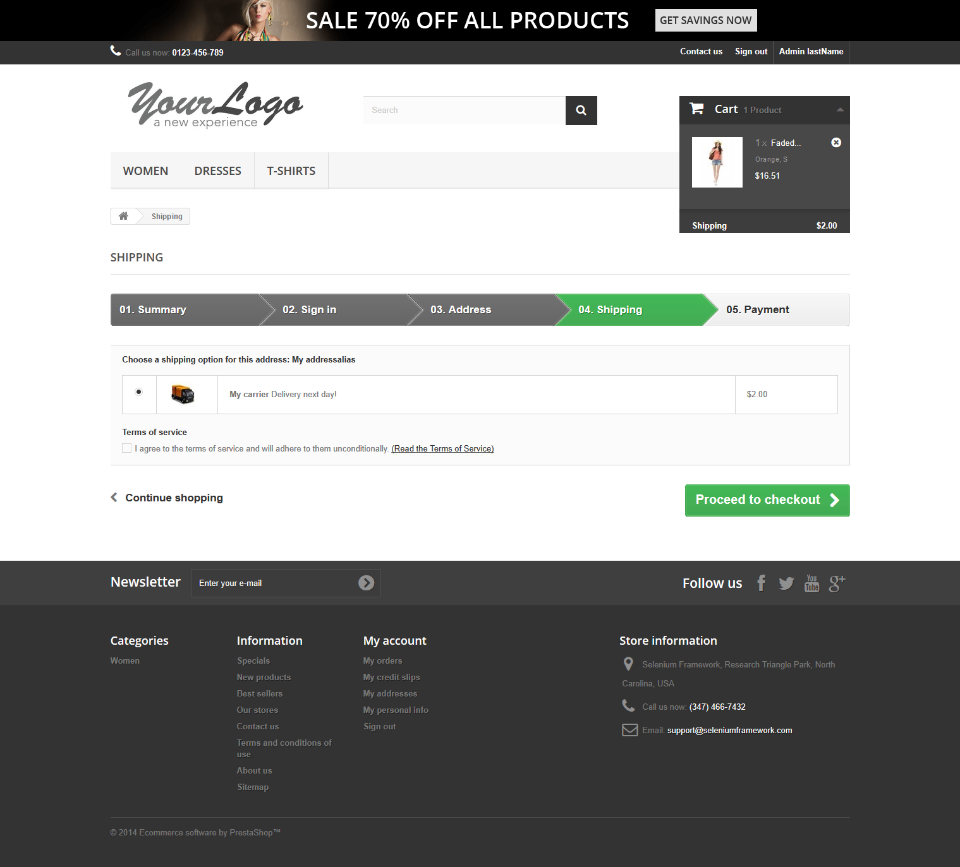 SALE 70% OFF ALL PRODUCTS GET SAVINGS NOW
Call us now: 0123-456-789 Contact us Sign out Admin lastName
Your Logo
a new experience
Search
Cart 1 Product
1 x Faded...
Orange, S
$16.51
Shipping $2.00
WOMEN DRESSES T-SHIRTS
Shipping
SHIPPING
01. Summary 02. Sign in 03. Address 04. Shipping 05. Payment
Choose a shipping option for this address: My addressalias
My carrier Delivery next day! $2.00
Terms of service
I agree to the terms of service and will adhere to them unconditionally. (Read the Terms of Service)
Continue shopping Proceed to checkout
Newsletter Enter your e-mail Follow us
Categories
Women
Information
Specials
New products
Best sellers
Our stores
Contact us
Terms and conditions of
use
About us
Sitemap
My account
My orders
My credit slips
My addresses
My personal info
Sign out
Store information
Selenium Framework, Research Triangle Park, North
Carolina, USA
Call us now: (347) 466-7432
Email: support@seleniumframework.com
© 2014 Ecommerce software by PrestaShop™